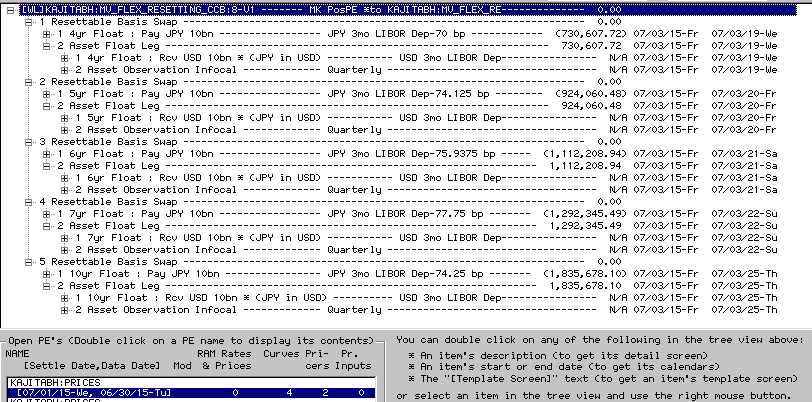 [WL]KAJITABH:MV_FLEX_RESETTING_CCB:8-V1 ------- MK PosPE *to KAJITABH:MV_FLEX_RE--------------- 0.00
1 Resettable Basis Swap --- 0.00
1 4yr Float : Pay JPY 10bn --- JPY 3mo LIBOR Dep-70 bp --- (730,607.72) 07/03/15-Fr 07/03/19-We
2 Asset Float Leg --- 730,607.72 07/03/15-Fr 07/03/19-We
1 4yr Float : Rcv USD 10bn * (JPY in USD) --- USD 3mo LIBOR Dep --- N/A 07/03/15-Fr 07/03/19-We
2 Asset Observation Infocal --- Quarterly --- N/A 07/03/15-Fr 07/03/19-We
2 Resettable Basis Swap --- 0.00
1 5yr Float : Pay JPY 10bn --- JPY 3mo LIBOR Dep-74.125 bp --- (924,060.48) 07/03/15-Fr 07/03/20-Fr
2 Asset Float Leg --- 924,060.48 07/03/15-Fr 07/03/20-Fr
1 5yr Float : Rcv USD 10bn * (JPY in USD) --- USD 3mo LIBOR Dep --- N/A 07/03/15-Fr 07/03/20-Fr
2 Asset Observation Infocal --- Quarterly --- N/A 07/03/15-Fr 07/03/20-Fr
3 Resettable Basis Swap --- 0.00
1 6yr Float : Pay JPY 10bn --- JPY 3mo LIBOR Dep-75.9375 bp --- (1,112,208.94) 07/03/15-Fr 07/03/21-Sa
2 Asset Float Leg --- 1,112,208.94 07/03/15-Fr 07/03/21-Sa
1 6yr Float : Rcv USD 10bn * (JPY in USD) --- USD 3mo LIBOR Dep --- N/A 07/03/15-Fr 07/03/21-Sa
2 Asset Observation Infocal --- Quarterly --- N/A 07/03/15-Fr 07/03/21-Sa
4 Resettable Basis Swap --- 0.00
1 7yr Float : Pay JPY 10bn --- JPY 3mo LIBOR Dep-77.75 bp --- (1,292,345.49) 07/03/15-Fr 07/03/22-Su
2 Asset Float Leg --- 1,292,345.49 07/03/15-Fr 07/03/22-Su
1 7yr Float : Rcv USD 10bn * (JPY in USD) --- USD 3mo LIBOR Dep --- N/A 07/03/15-Fr 07/03/22-Su
2 Asset Observation Infocal --- Quarterly --- N/A 07/03/15-Fr 07/03/22-Su
5 Resettable Basis Swap --- 0.00
1 10yr Float : Pay JPY 10bn --- JPY 3mo LIBOR Dep-74.25 bp --- (1,835,678.10) 07/03/15-Fr 07/03/25-Th
2 Asset Float Leg --- 1,835,678.10 07/03/15-Fr 07/03/25-Th
1 10yr Float : Rcv USD 10bn * (JPY in USD) --- USD 3mo LIBOR Dep --- N/A 07/03/15-Fr 07/03/25-Th
2 Asset Observation Infocal --- Quarterly --- N/A 07/03/15-Fr 07/03/25-Th
Open PE's (Double click on a PE name to display its contents)
NAME RAM Rates Curves Pri- Pr.
[Settle Date,Data Date] Mod & Prices cers Inputs
KAJITABH:PRICES
[07/01/15-We, 06/30/15-Tu] 0 4 2 0
KAJITABH:PRICES
You can double click on any of the following in the tree view above:
* An item's description (to get its detail screen)
* An item's start or end date (to get its calendars)
* The "[Template Screen]" text (to get an item's template screen)
or select an item in the tree view and use the right mouse button.